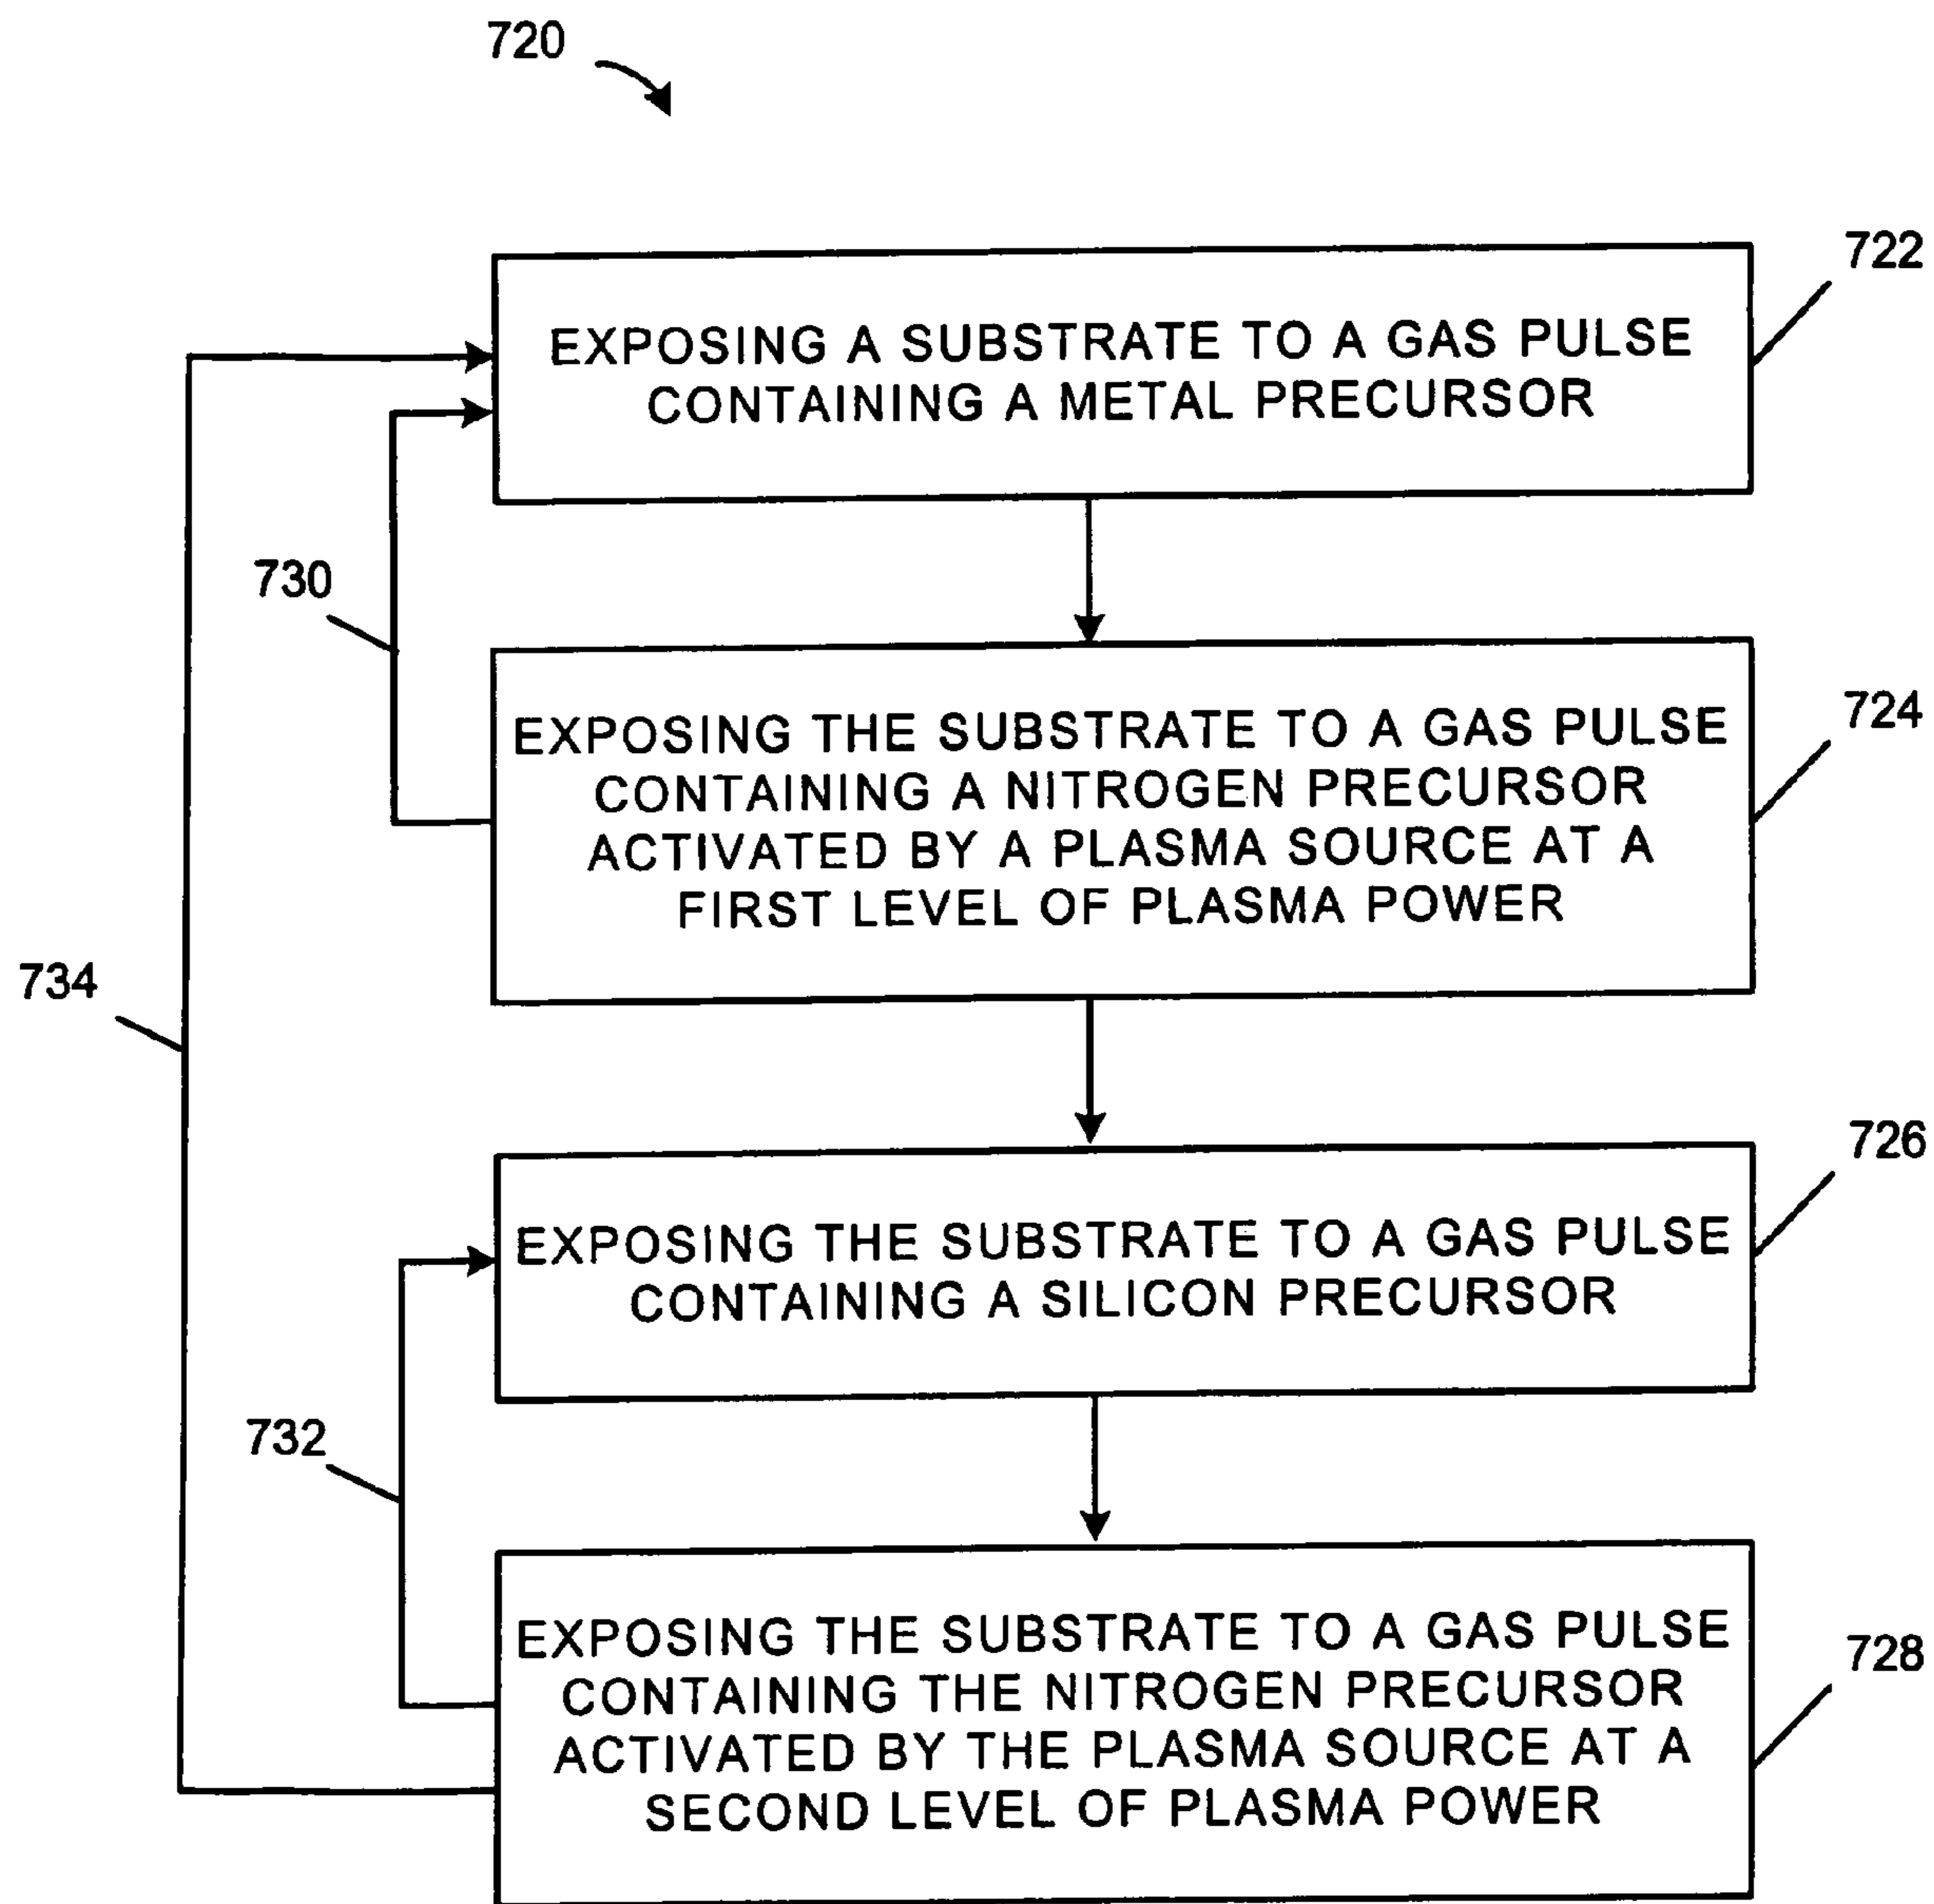 720
722
EXPOSING A SUBSTRATE TO A GAS PULSE
CONTAINING A METAL PRECURSOR
730
724
EXPOSING THE SUBSTRATE TO A GAS PULSE
CONTAINING A NITROGEN PRECURSOR
ACTIVATED BY A PLASMA SOURCE AT A
FIRST LEVEL OF PLASMA POWER
734
726
EXPOSING THE SUBSTRATE TO A GAS PULSE
CONTAINING A SILICON PRECURSOR
732
728
EXPOSING THE SUBSTRATE TO A GAS PULSE
CONTAINING THE NITROGEN PRECURSOR
ACTIVATED BY THE PLASMA SOURCE AT A
SECOND LEVEL OF PLASMA POWER